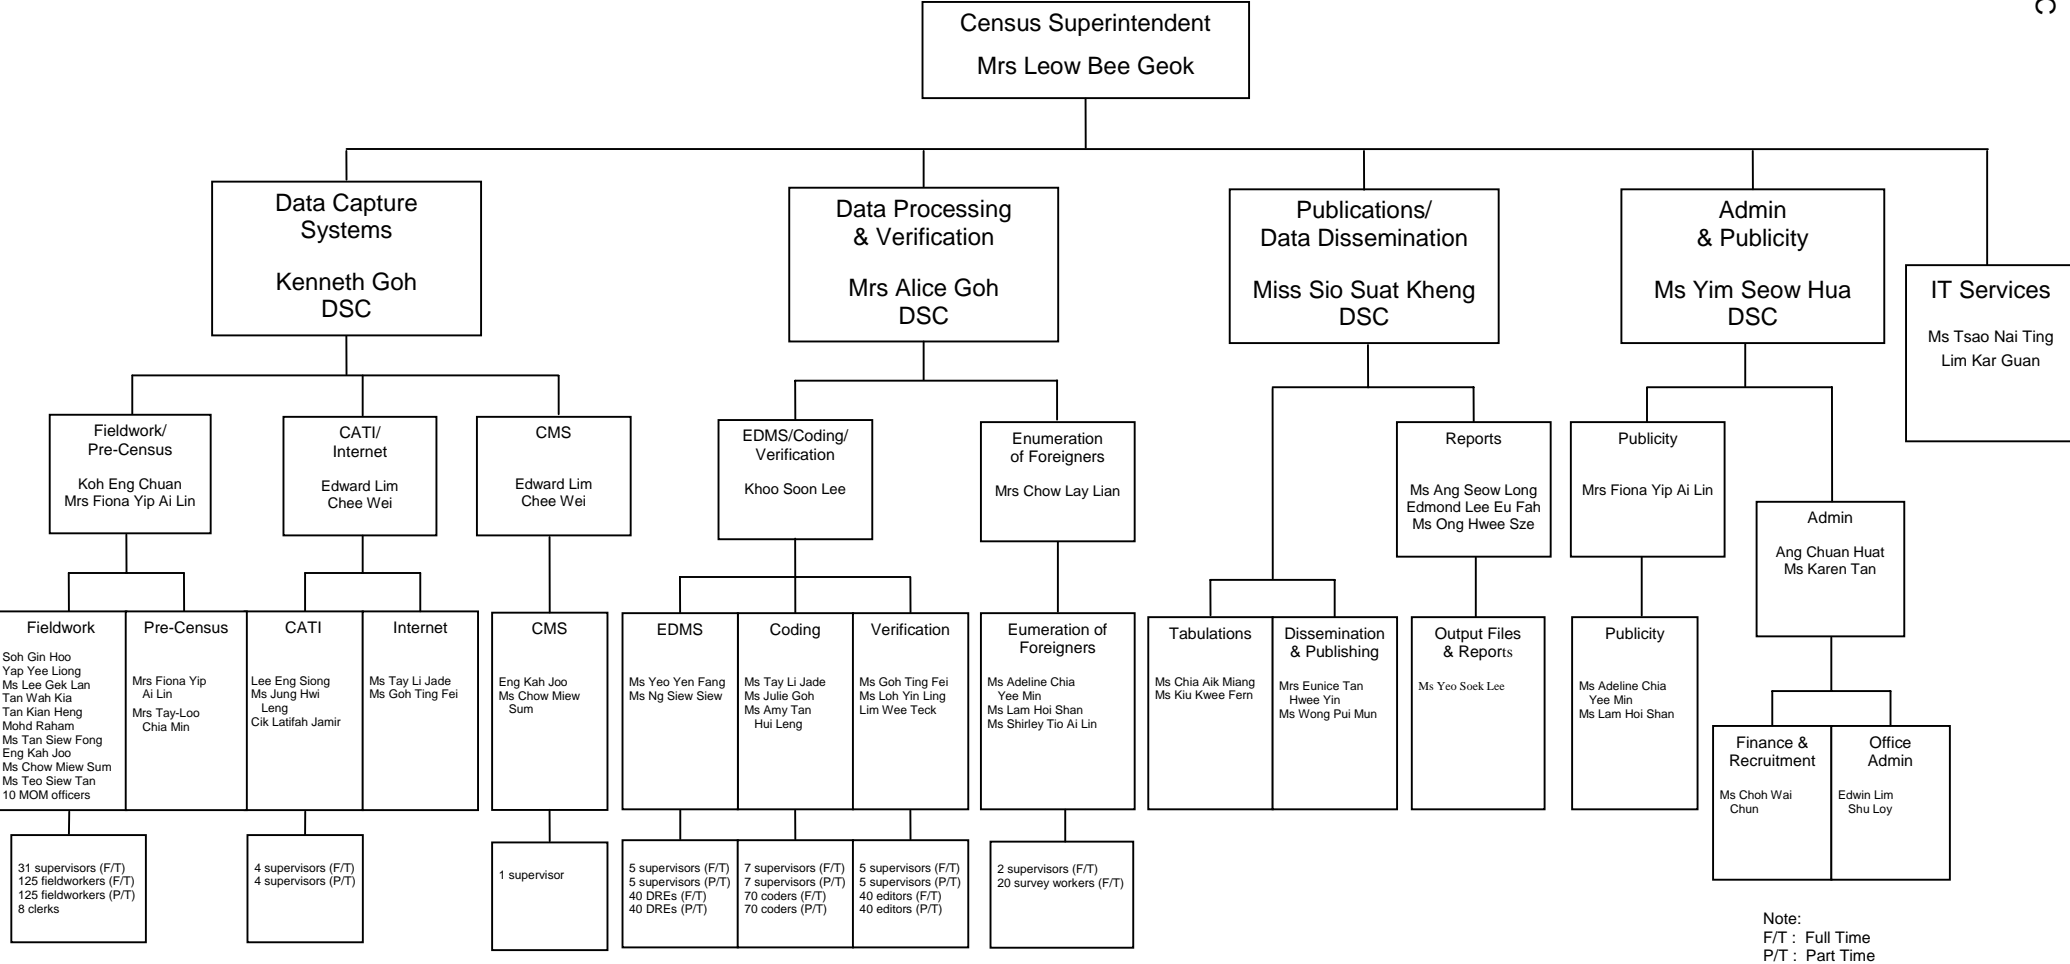 Census Superintendent
Mrs Leow Bee Geok
Data Capture
Systems
Kenneth Goh
DSC
Data Processing
& Verification
Mrs Alice Goh
DSC
Publications/
Data Dissemination
Miss Sio Suat Kheng
DSC
Admin
& Publicity
Ms Yim Seow Hua
DSC
IT Services
Ms Tsao Nai Ting
Lim Kar Guan
Fieldwork/
Pre-Census
Koh Eng Chuan
Mrs Fiona Yip Ai Lin
CATI/
Internet
Edward Lim
Chee Wei
CMS
Edward Lim
Chee Wei
EDMS/Coding/
Verification
Khoo Soon Lee
Enumeration
of Foreigners
Mrs Chow Lay Lian
Reports
Ms Ang Seow Long
Edmond Lee Eu Fah
Ms Ong Hwee Sze
Publicity
Mrs Fiona Yip Ai Lin
Admin
Ang Chuan Huat
Ms Karen Tan
Fieldwork
Soh Gin Hoo
Yap Yee Liong
Ms Lee Gek Lan
Tan Wah Kia
Tan Kian Heng
Mohd Raham
Ms Tan Siew Fong
Eng Kah Joo
Ms Chow Miew Sum
Ms Teo Siew Tan
10 MOM officers
Pre-Census
Mrs Fiona Yip
Ai Lin
Mrs Tay-Loo
Chia Min
CATI
Lee Eng Siong
Ms Jung Hwi
Leng
Cik Latifah Jamir
Internet
Ms Tay Li Jade
Ms Goh Ting Fei
CMS
Eng Kah Joo
Ms Chow Miew
Sum
EDMS
Ms Yeo Yen Fang
Ms Ng Siew Siew
Coding
Ms Tay Li Jade
Ms Julie Goh
Ms Amy Tan
Hui Leng
Verification
Ms Goh Ting Fei
Ms Loh Yin Ling
Lim Wee Teck
Eumeration of
Foreigners
Ms Adeline Chia
Yee Min
Ms Lam Hoi Shan
Ms Shirley Tio Ai Lin
Tabulations
Ms Chia Aik Miang
Ms Kiu Kwee Fern
Dissemination
& Publishing
Mrs Eunice Tan
Hwee Yin
Ms Wong Pui Mun
Output Files
& Reports
Ms Yeo Soek Lee
Publicity
Ms Adeline Chia
Yee Min
Ms Lam Hoi Shan
Finance &
Recruitment
Ms Choh Wai
Chun
Office
Admin
Edwin Lim
Shu Loy
31 supervisors (F/T)
125 fieldworkers (F/T)
125 fieldworkers (P/T)
8 clerks
4 supervisors (F/T)
4 supervisors (P/T)
1 supervisor
5 supervisors (F/T)
5 supervisors (P/T)
40 DREs (F/T)
40 DREs (P/T)
7 supervisors (F/T)
7 supervisors (P/T)
70 coders (F/T)
70 coders (P/T)
5 supervisors (F/T)
5 supervisors (P/T)
40 editors (F/T)
40 editors (P/T)
2 supervisors (F/T)
20 survey workers (F/T)
Note:
F/T : Full Time
P/T : Part Time